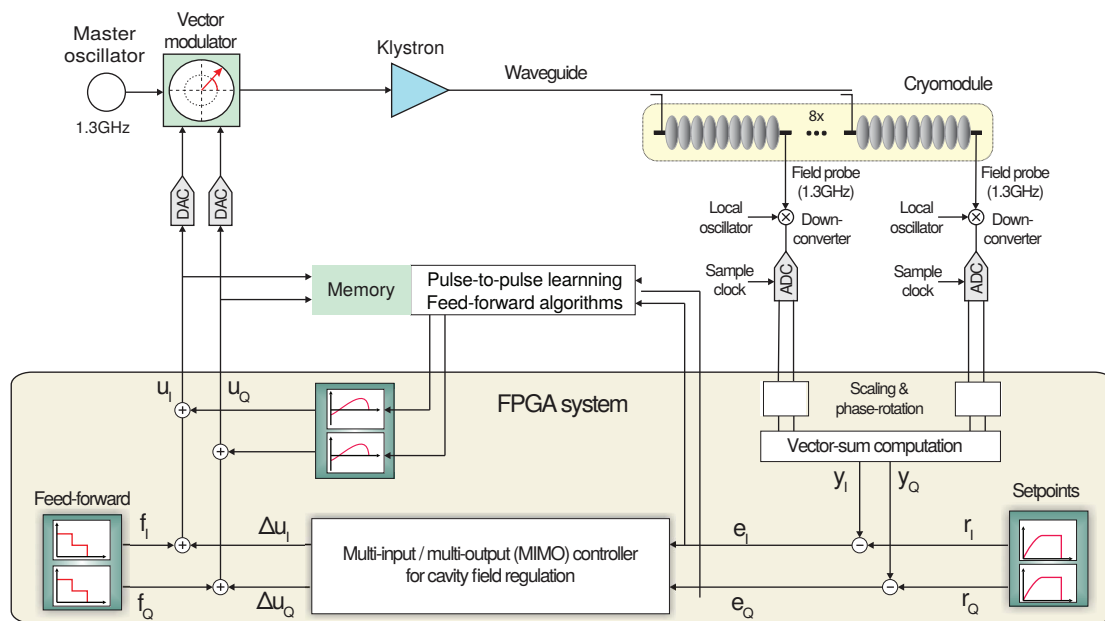 Master
oscillator
1.3GHz
Vector
modulator
Klystron
Waveguide
Cryomodule
8x
Field probe
(1.3GHz)
Field probe
(1.3GHz)
Local
oscillator
Down-
converter
Local
oscillator
Down-
converter
DAC
DAC
Sample
clock
ADC
Sample
clock
ADC
Memory
Pulse-to-pulse learnning
Feed-forward algorithms
u_I
u_Q
FPGA system
Scaling &
phase-rotation
Vector-sum computation
y_I
y_Q
Feed-forward
Setpoints
f_I
Δu_I
Multi-input / multi-output (MIMO) controller
for cavity field regulation
e_I
r_I
f_Q
Δu_Q
e_Q
r_Q